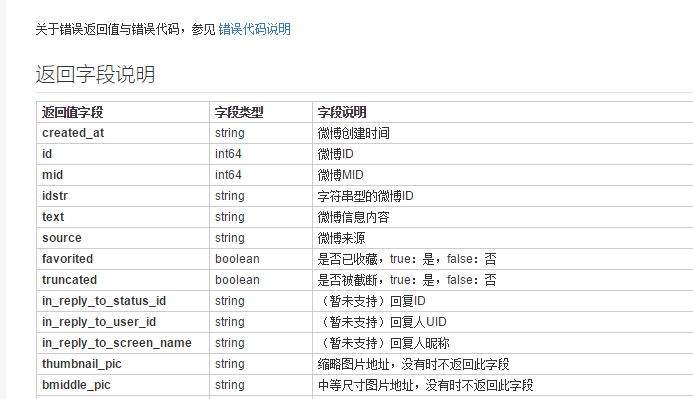 关于错误返回值与错误代码，参见 错误代码说明
返回字段说明
返回值字段 字段类型 字段说明
created_at string 微博创建时间
id int64 微博ID
mid int64 微博MID
idstr string 字符串型的微博ID
text string 微博信息内容
source string 微博来源
favorited boolean 是否已收藏，true：是，false：否
truncated boolean 是否被截断，true：是，false：否
in_reply_to_status_id string （暂未支持）回复ID
in_reply_to_user_id string （暂未支持）回复人UID
in_reply_to_screen_name string （暂未支持）回复人昵称
thumbnail_pic string 缩略图片地址，没有时不返回此字段
bmiddle_pic string 中等尺寸图片地址，没有时不返回此字段